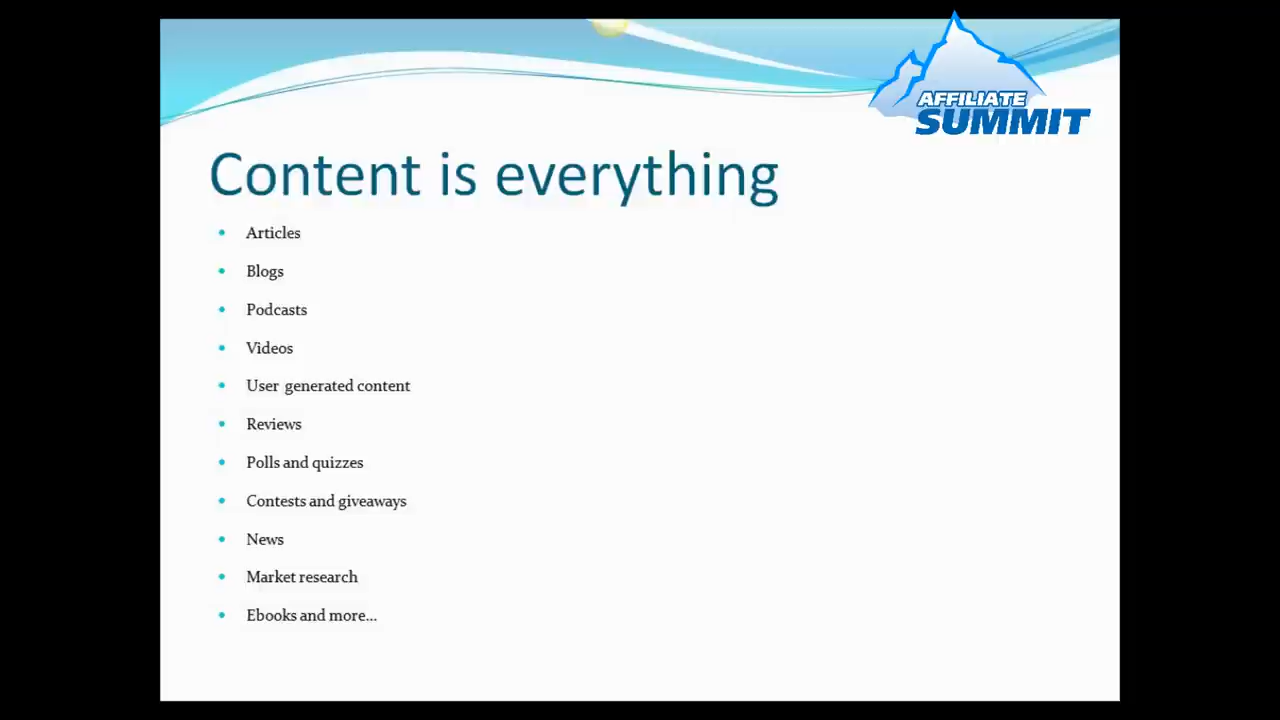 AFFILIATE
SUMMIT
Content is everything
• Articles
• Blogs
• Podcasts
• Videos
• User generated content
• Reviews
• Polls and quizzes
• Contests and giveaways
• News
• Market research
• Ebooks and more...